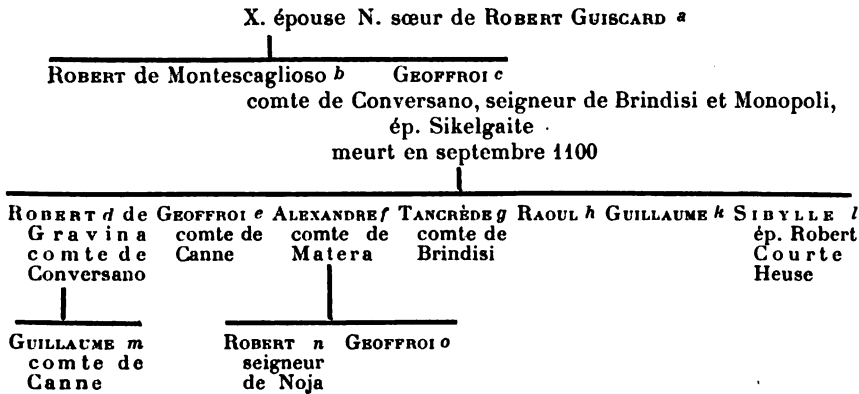 X. épouse N. sœur de ROBERT GUISCARD a
ROBERT de Montescaglioso b GEOFFROI c
comte de Conversano, seigneur de Brindisi et Monopoli,
ép. Sikelgaite
meurt en septembre 1100
ROBERT d de GEOFFROI e ALEXANDRE f TANCRÈDE g RAOUL h GUILLAUME k SIBYLLE l
Gravina comte de comte de comte de ép. Robert
comte de Canne Matera Brindisi Courte
Conversano Heuse
GUILLAUME m ROBERT n GEOFFROI o
comte de seigneur
Canne de Noja